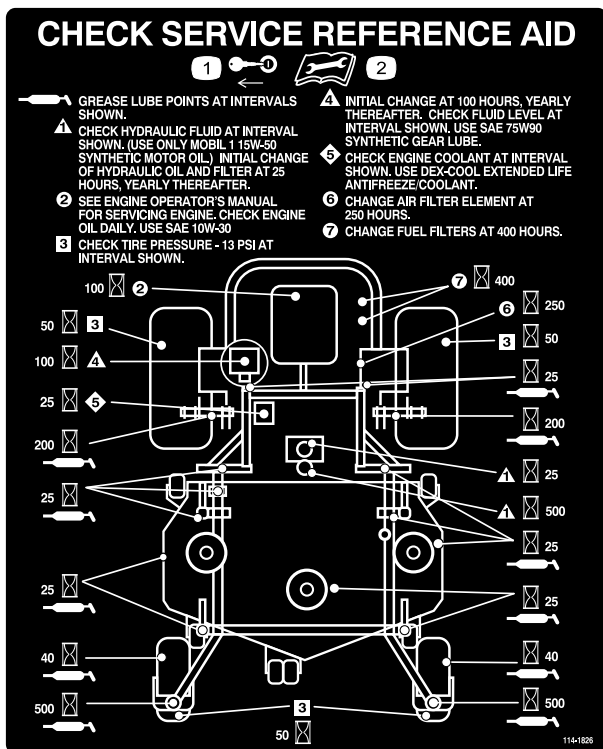 CHECK SERVICE REFERENCE AID
1 2
GREASE LUBE POINTS AT INTERVALS
SHOWN.
1 CHECK HYDRAULIC FLUID AT INTERVAL
SHOWN. (USE ONLY MOBIL 1 15W-50
SYNTHETIC MOTOR OIL.) INITIAL CHANGE
OF HYDRAULIC OIL AND FILTER AT 25
HOURS, YEARLY THEREAFTER.
2 SEE ENGINE OPERATOR'S MANUAL
FOR SERVICING ENGINE. CHECK ENGINE
OIL DAILY. USE SAE 10W-30
3 CHECK TIRE PRESSURE - 13 PSI AT
INTERVAL SHOWN.
4 INITIAL CHANGE AT 100 HOURS, YEARLY
THEREAFTER. CHECK FLUID LEVEL AT
INTERVAL SHOWN. USE SAE 75W90
SYNTHETIC GEAR LUBE.
5 CHECK ENGINE COOLANT AT INTERVAL
SHOWN. USE DEX-COOL EXTENDED LIFE
ANTIFREEZE/COOLANT.
6 CHANGE AIR FILTER ELEMENT AT
250 HOURS.
7 CHANGE FUEL FILTERS AT 400 HOURS.
100 2
7 400
6 250
50 3
3 50
100 4
25
25 5
200
200
1 25
25
1 500
25
25
25
40
40
500
500
3
50
114-1826